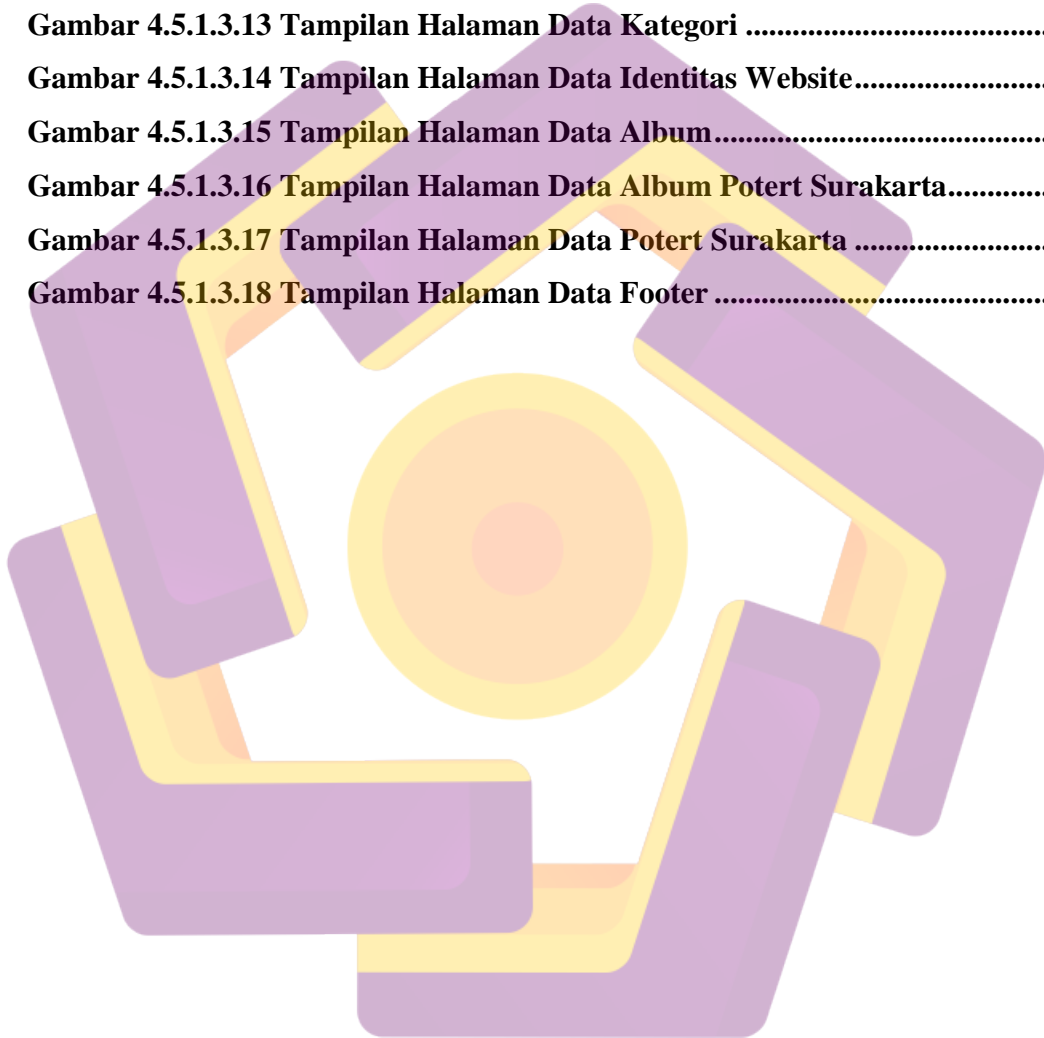 Gambar 4.5.1.3.13 Tampilan Halaman Data Kategori .....................................
Gambar 4.5.1.3.14 Tampilan Halaman Data Identitas Website.......................
Gambar 4.5.1.3.15 Tampilan Halaman Data Album.........................................
Gambar 4.5.1.3.16 Tampilan Halaman Data Album Potert Surakarta............
Gambar 4.5.1.3.17 Tampilan Halaman Data Potert Surakarta .......................
Gambar 4.5.1.3.18 Tampilan Halaman Data Footer .........................................